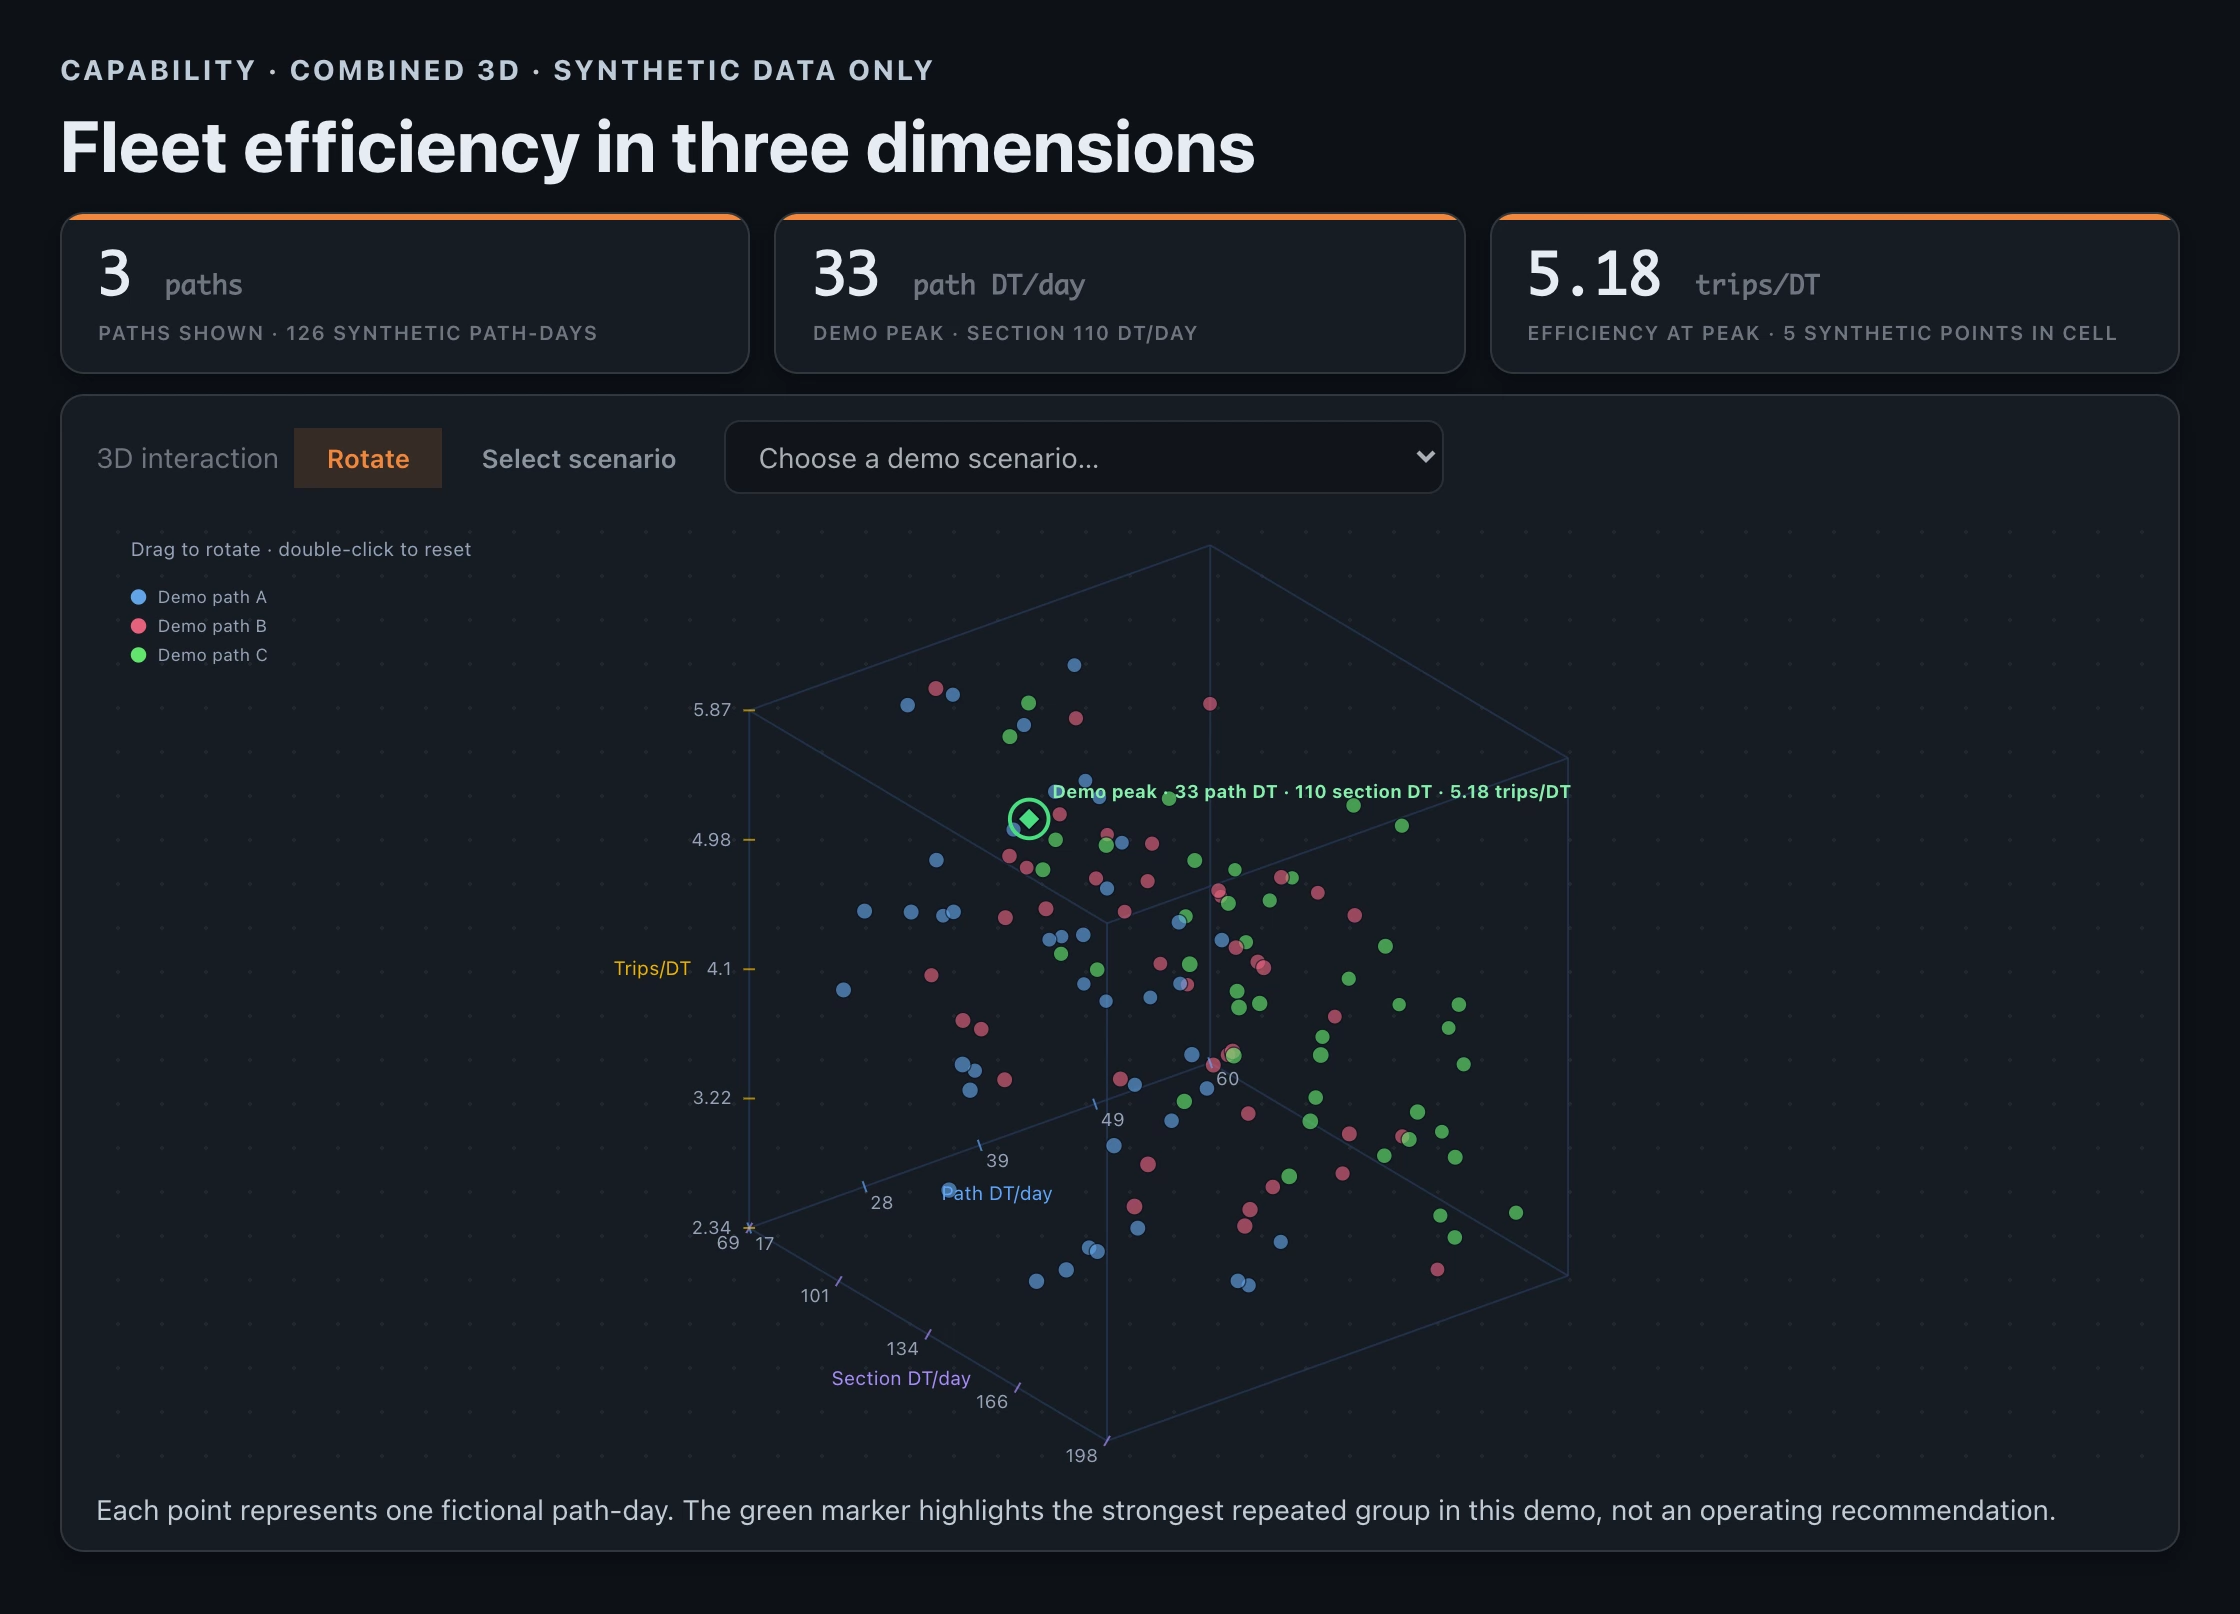 CAPABILITY · COMBINED 3D · SYNTHETIC DATA ONLY
Fleet efficiency in three dimensions
3 paths
PATHS SHOWN · 126 SYNTHETIC PATH-DAYS
33 path DT/day
DEMO PEAK · SECTION 110 DT/DAY
5.18 trips/DT
EFFICIENCY AT PEAK · 5 SYNTHETIC POINTS IN CELL
3D interaction Rotate Select scenario Choose a demo scenario...
Drag to rotate · double-click to reset
Demo path A
Demo path B
Demo path C
5.87
Demo peak · 33 path DT · 110 section DT · 5.18 trips/DT
4.98
Trips/DT 4.1
3.22
60
49
39
Path DT/day
28
2.34
69 17
101
134
Section DT/day
166
198
Each point represents one fictional path-day. The green marker highlights the strongest repeated group in this demo, not an operating recommendation.